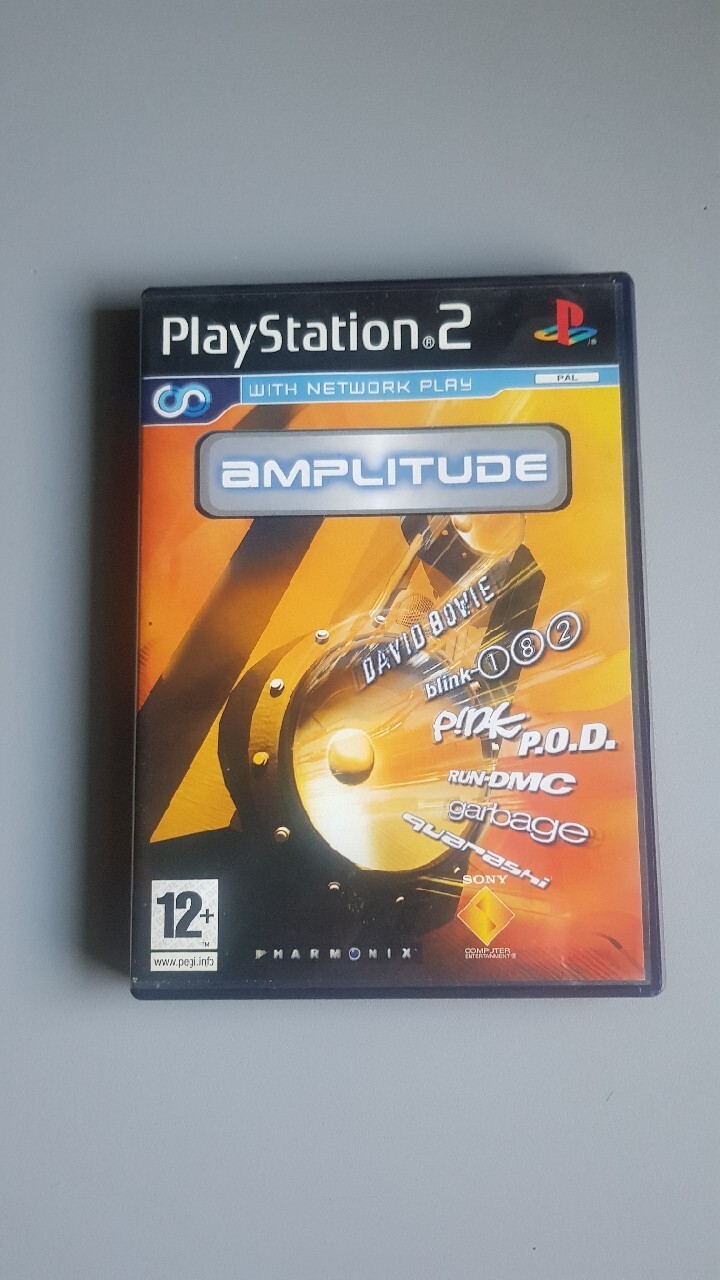 PlayStation®2
WITH NETWORK PLAY
PAL
AMPLITUDE
DAVID BOWIE
blink-182
P!NK
P.O.D.
RUN-DMC
garbage
quarashi
12+
™
www.pegi.info
HARMONIX
SONY
COMPUTER
ENTERTAINMENT®